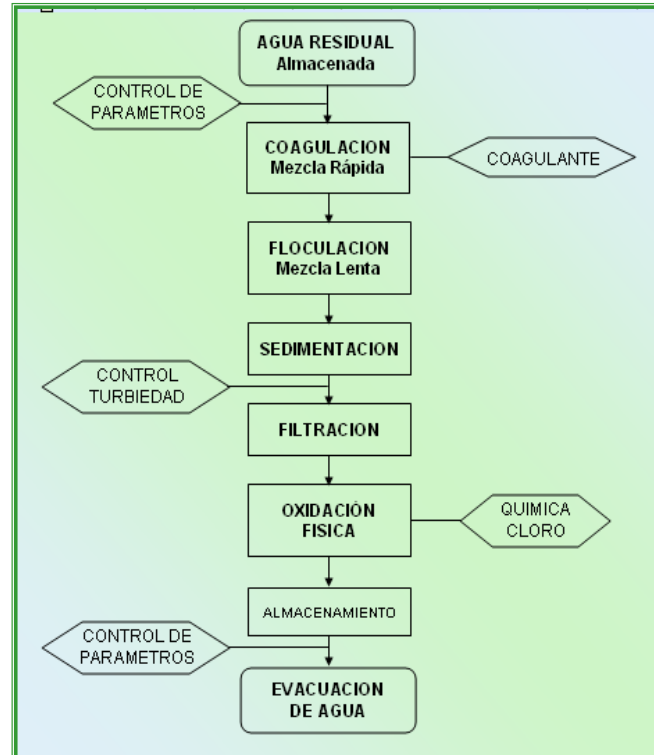 AGUA RESIDUAL
Almacenada
CONTROL DE
PARAMETROS
COAGULACION
Mezcla Rápida
COAGULANTE
FLOCULACION
Mezcla Lenta
SEDIMENTACION
CONTROL
TURBIEDAD
FILTRACION
OXIDACIÓN
FISICA
QUIMICA
CLORO
ALMACENAMIENTO
CONTROL DE
PARAMETROS
EVACUACION
DE AGUA